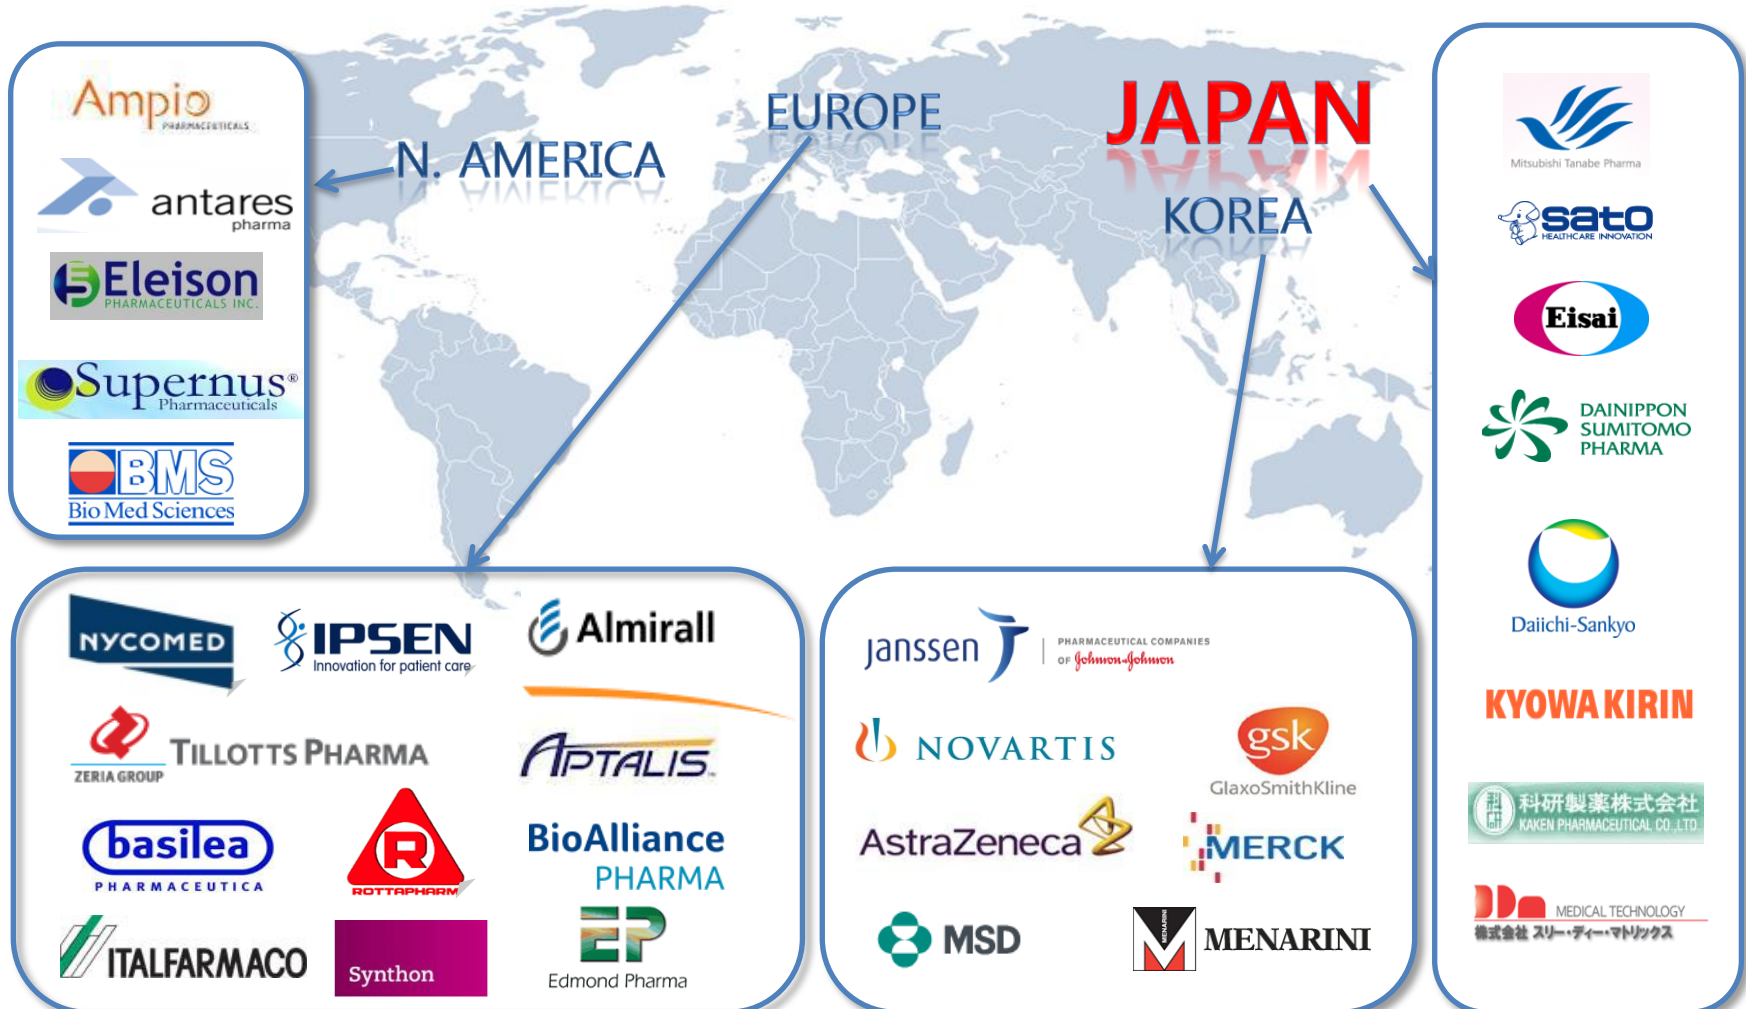 N. AMERICA
EUROPE
JAPAN
KOREA
Ampio
PHARMACEUTICALS
antares
pharma
Eleison
PHARMACEUTICALS INC.
Supernus®
Pharmaceuticals
BMS
Bio Med Sciences
NYCOMED
IPSEN
Innovation for patient care
Almirall
ZERIA GROUP
TILLOTTS PHARMA
APTALIS™
basilea
PHARMACEUTICA
R
ROTTAPHARM
BioAlliance
PHARMA
ITALFARMACO
Synthon
EP
Edmond Pharma
janssen
PHARMACEUTICAL COMPANIES
OF Johnson & Johnson
NOVARTIS
gsk
GlaxoSmithKline
AstraZeneca
MERCK
MSD
MENARINI
MENARINI
Mitsubishi Tanabe Pharma
sato
HEALTHCARE INNOVATION
Eisai
DAINIPPON
SUMITOMO
PHARMA
Daiichi-Sankyo
KYOWA KIRIN
科研製薬株式会社
KAKEN PHARMACEUTICAL CO.,LTD.
MEDICAL TECHNOLOGY
株式会社 スリー・ディー・マトリックス